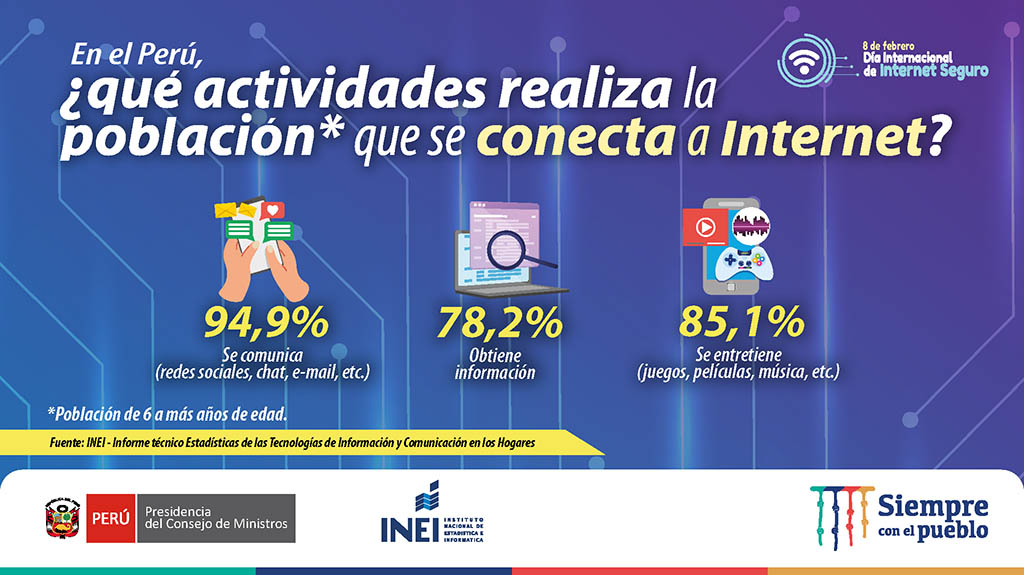 En el Perú,
¿qué actividades realiza la
población* que se conecta a Internet?
8 de febrero
Día Internacional
de Internet Seguro
94,9%
Se comunica
(redes sociales, chat, e-mail, etc.)
78,2%
Obtiene
información
85,1%
Se entretiene
(juegos, películas, música, etc.)
*Población de 6 a más años de edad.
Fuente: INEI - Informe técnico Estadísticas de las Tecnologías de Información y Comunicación en los Hogares
PERÚ
Presidencia
del Consejo de Ministros
INEI
INSTITUTO
NACIONAL DE
ESTADÍSTICA E
INFORMÁTICA
Siempre
con el pueblo